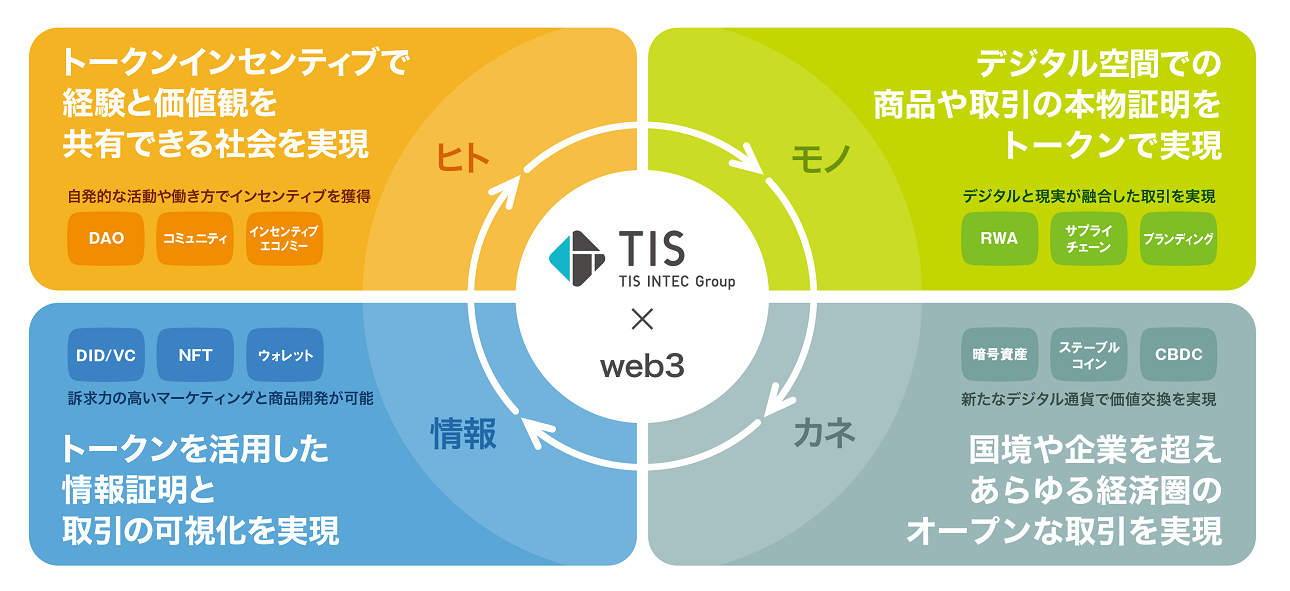 トークンインセンティブで
経験と価値観を
共有できる社会を実現
自発的な活動や働き方でインセンティブを獲得
DAO
コミュニティ
インセンティブ
エコノミー
ヒト
デジタル空間での
商品や取引の本物証明を
トークンで実現
デジタルと現実が融合した取引を実現
RWA
サプライ
チェーン
ブランディング
モノ
TIS
TIS INTEC Group
×
web3
DID/VC
NFT
ウォレット
訴求力の高いマーケティングと商品開発が可能
情報
トークンを活用した
情報証明と
取引の可視化を実現
暗号資産
ステーブル
コイン
CBDC
新たなデジタル通貨で価値交換を実現
カネ
国境や企業を超え
あらゆる経済圏の
オープンな取引を実現